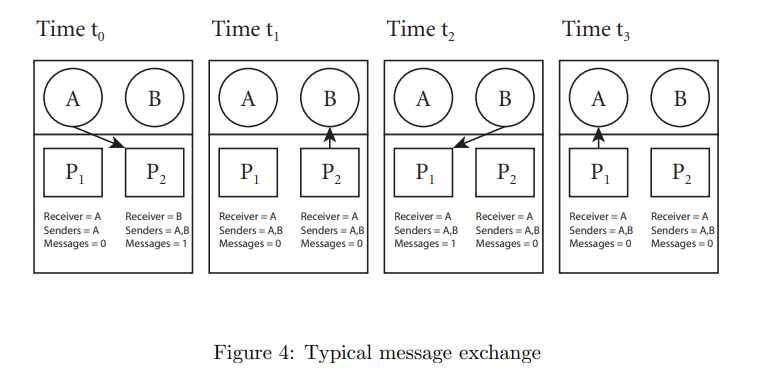 Time t0 Time t1 Time t2 Time t3
A B A B A B A B
P1 P2 P1 P2 P1 P2 P1 P2
Receiver = A Receiver = B Receiver = A Receiver = A Receiver = A Receiver = A Receiver = A Receiver = A
Senders = A Senders = A,B Senders = A,B Senders = A,B Senders = A,B Senders = A,B Senders = A,B Senders = A,B
Messages = 0 Messages = 1 Messages = 0 Messages = 0 Messages = 1 Messages = 0 Messages = 0 Messages = 0
Figure 4: Typical message exchange